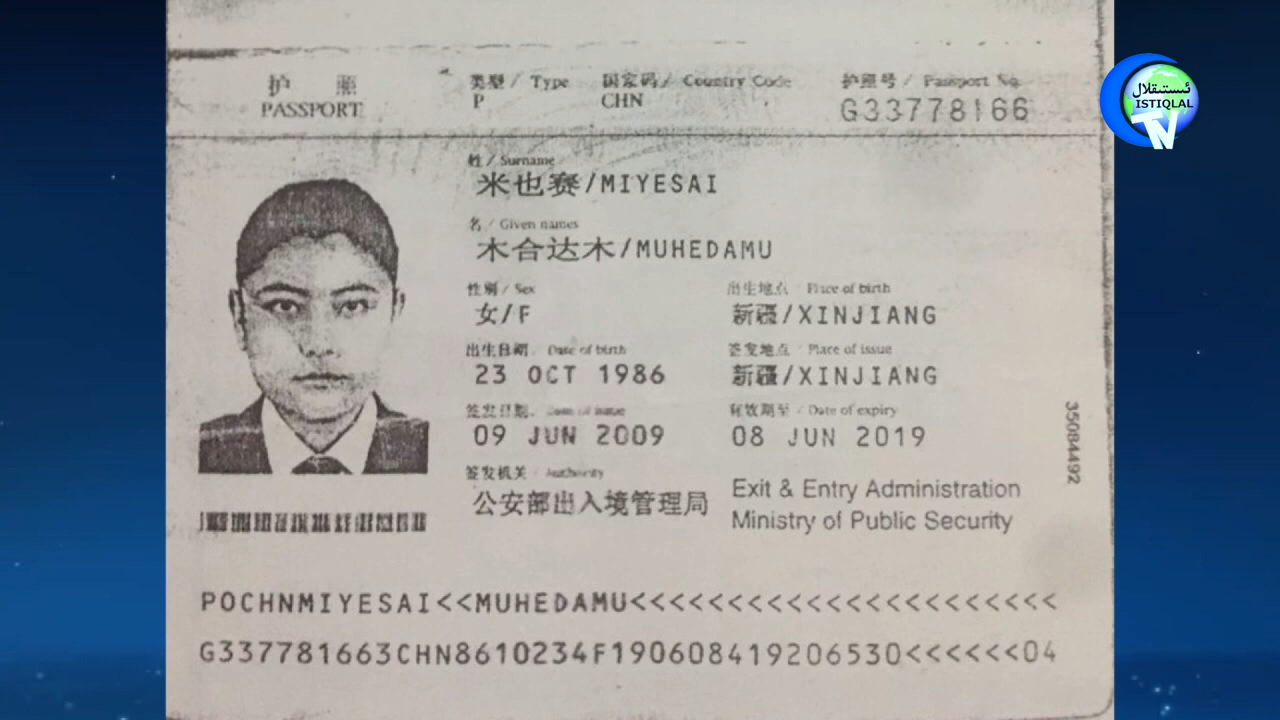 护 照
PASSPORT
类型 / Type
P
国家码 / Country Code
CHN
护照号 / Passport No.
G33778166
ئىستىقلال
ISTIQLAL
TV
姓 / Surname
米也赛/MIYESAI
名 / Given names
木合达木/MUHEDAMU
性别 / Sex
女/F
出生地点 / Place of birth
新疆/XINJIANG
出生日期 / Date of birth
23 OCT 1986
签发地点 / Place of issue
新疆/XINJIANG
签发日期 / Date of issue
09 JUN 2009
有效期至 / Date of expiry
08 JUN 2019
签发机关 / Authority
公安部出入境管理局
Exit & Entry Administration
Ministry of Public Security
35084492
POCHNMIYESAI<<MUHEDAMU<<<<<<<<<<<<<<<<<<<<<<
G337781663CHN8610234F190608419206530<<<<<<04